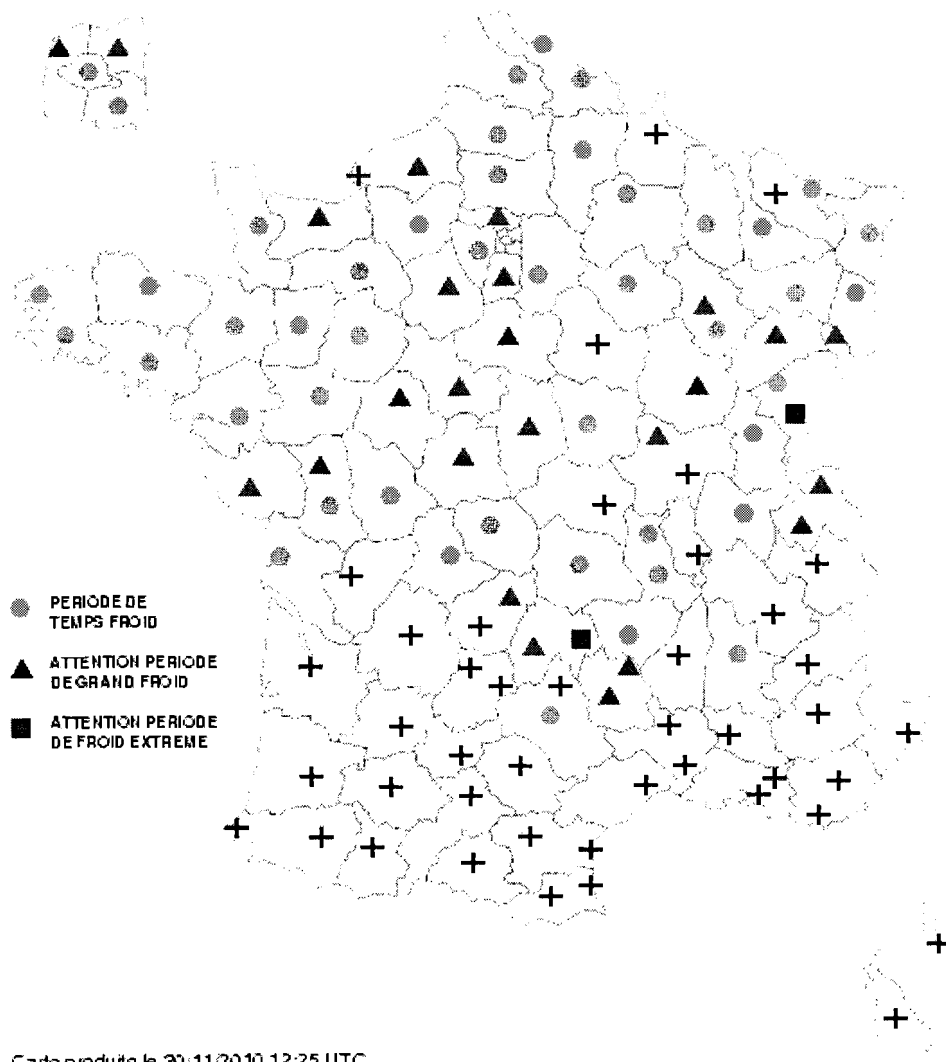 PERIODE DE
TEMPS FROID
ATTENTION PERIODE
DE GRAND FROID
ATTENTION PERIODE
DE FROID EXTREME
Carte produite le 30/11/2010 12:25 UTC